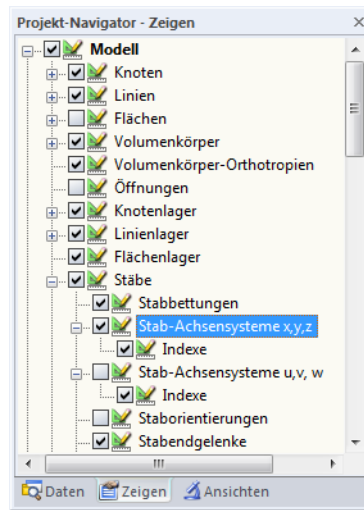 Projekt-Navigator - Zeigen
Modell
Knoten
Linien
Flächen
Volumenkörper
Volumenkörper-Orthotropien
Öffnungen
Knotenlager
Linienlager
Flächenlager
Stäbe
Stabbettungen
Stab-Achsensysteme x,y,z
Indexe
Stab-Achsensysteme u,v, w
Indexe
Staborientierungen
Stabendgelenke
Daten Zeigen Ansichten